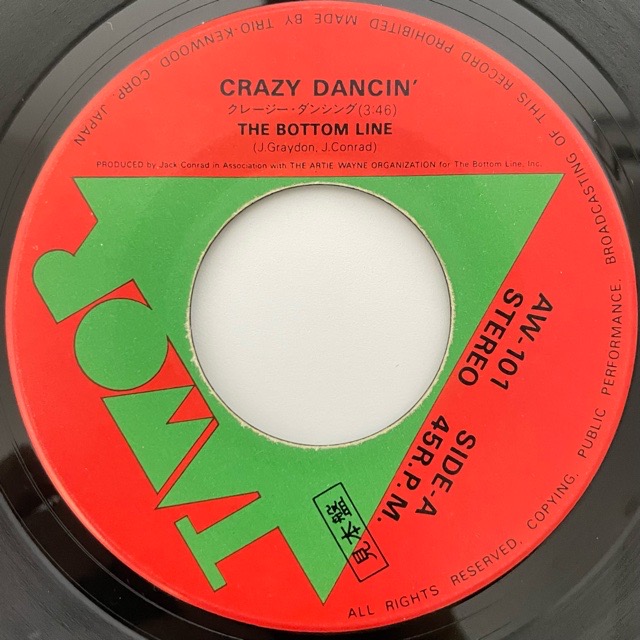 CRAZY DANCIN'
クレージー・ダンシング(3:46)
THE BOTTOM LINE
(J.Graydon, J.Conrad)
PRODUCED by Jack Conrad in Association with THE ARTIE WAYNE ORGANIZATION for The Bottom Line, Inc.
AW-101 SIDE-A
STEREO 45R.P.M.
見本盤
ALL RIGHTS RESERVED. COPYING, PUBLIC PERFORMANCE, BROADCASTING OF THIS RECORD PROHIBITED MADE BY TRIO-KENWOOD CORP. JAPAN